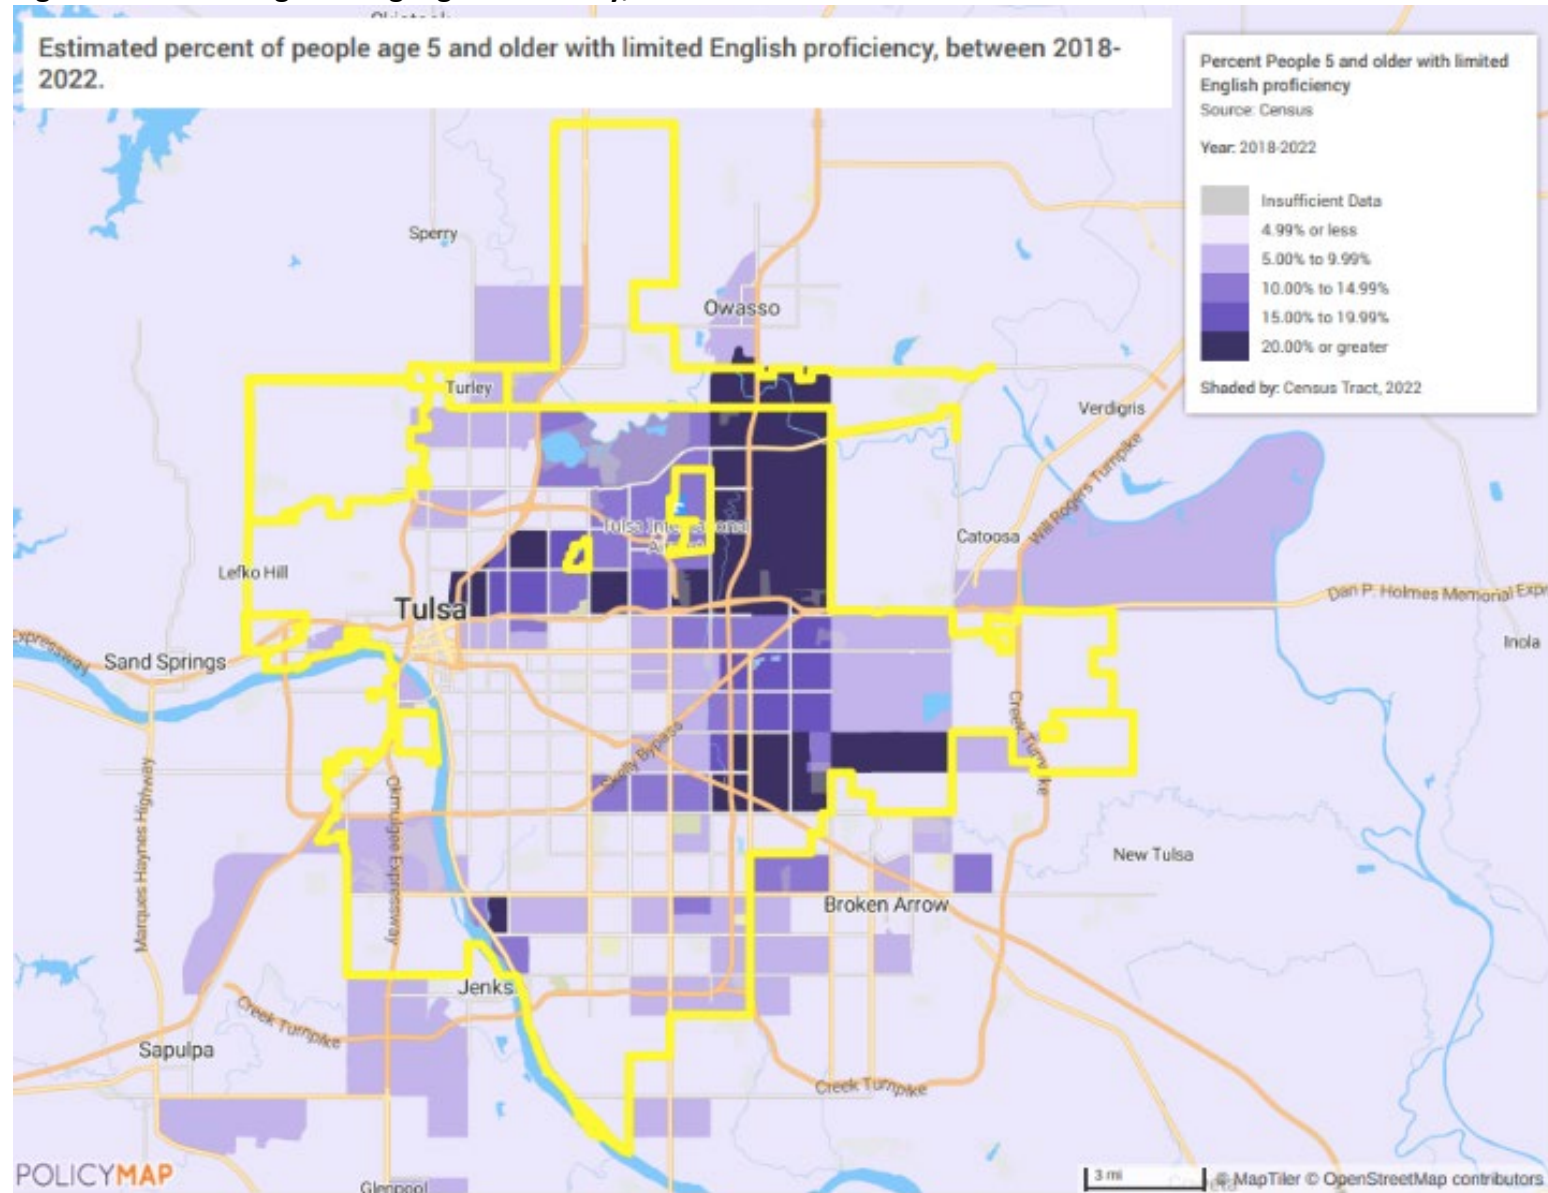 Estimated percent of people age 5 and older with limited English proficiency, between 2018-
2022.
Percent People 5 and older with limited
English proficiency
Source: Census
Year: 2018-2022
Insufficient Data
4.99% or less
5.00% to 9.99%
10.00% to 14.99%
15.00% to 19.99%
20.00% or greater
Shaded by: Census Tract, 2022
Sperry
Owasso
Turley
Verdigris
Will Rogers Turnpike
Catoosa
Lefko Hill
Dan P. Holmes Memorial Expr
Tulsa
Inola
Sand Springs
Creek Turnpike
Skelly Bypass
Okmulgee Expressway
Marques Haynes Highway
New Tulsa
Broken Arrow
Jenks
Creek Turnpike
Sapulpa
Creek Turnpike
POLICYMAP
Glenpool
3 mi
© MapTiler © OpenStreetMap contributors